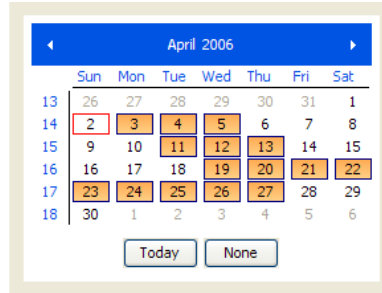 April 2006
Sun Mon Tue Wed Thu Fri Sat
13 26 27 28 29 30 31 1
14 2 3 4 5 6 7 8
15 9 10 11 12 13 14 15
16 16 17 18 19 20 21 22
17 23 24 25 26 27 28 29
18 30 1 2 3 4 5 6
Today None